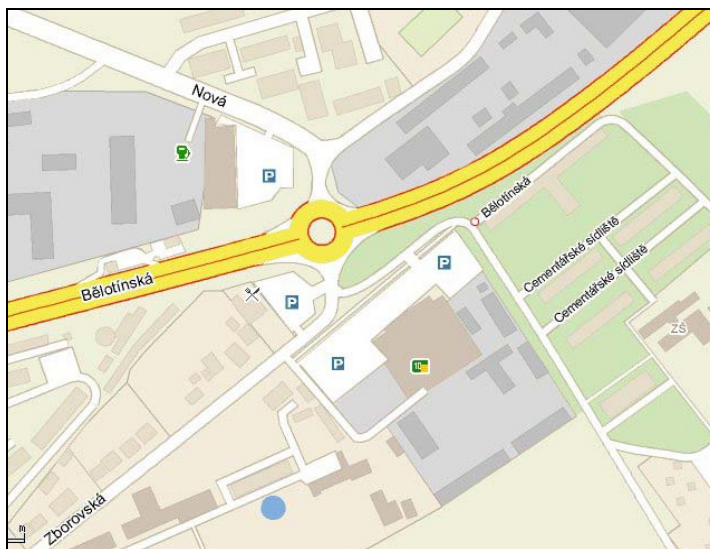 Nová
P
Bělotínská
Cementářské sídliště
Bělotínská
P
Cementářské sídliště
P
ZŠ
P
Zborovská
m